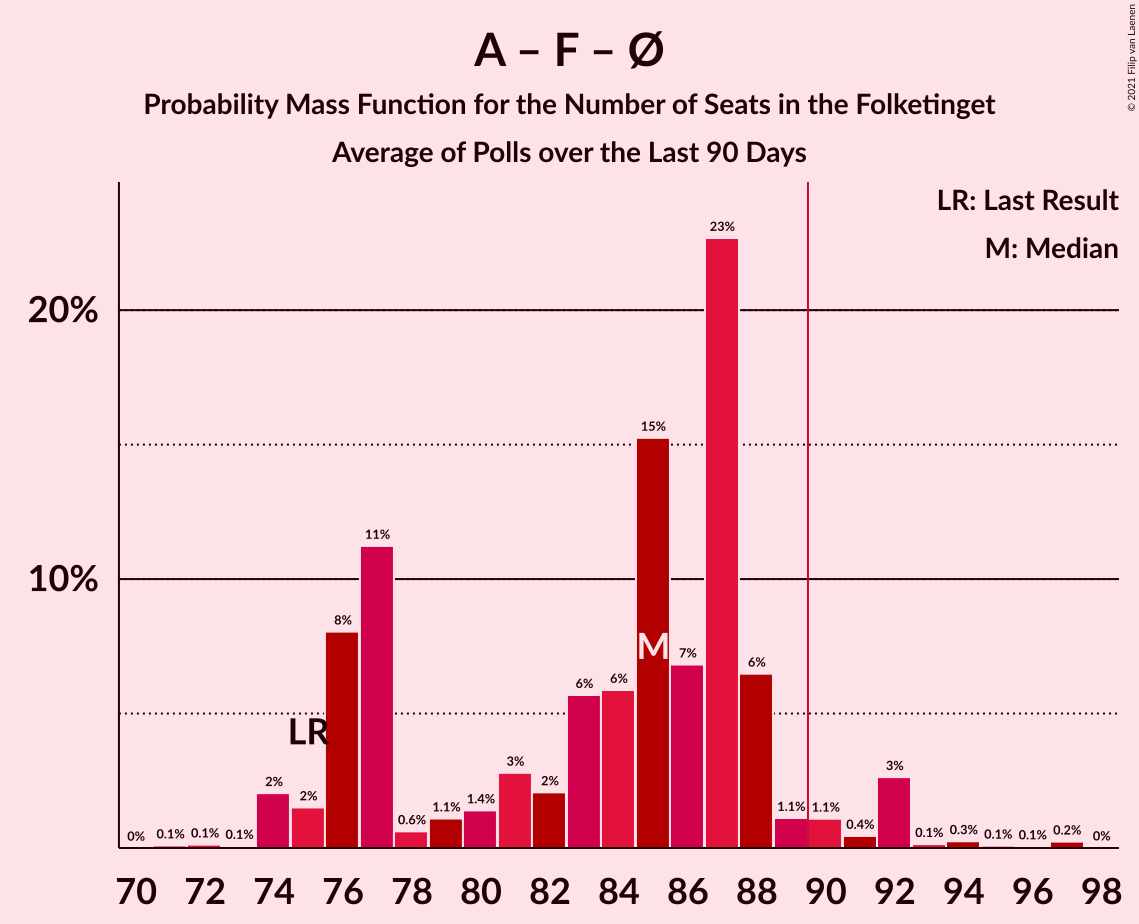 A – F – Ø
Probability Mass Function for the Number of Seats in the Folketinget
Average of Polls over the Last 90 Days
© 2021 Filip van Laenen
LR: Last Result
M: Median
20%
10%
0% 0.1% 0.1% 0.1% 2% 2% 8% 11% 0.6% 1.1% 1.4% 3% 2% 6% 6% 15% 7% 23% 6% 1.1% 1.1% 0.4% 3% 0.1% 0.3% 0.1% 0.1% 0.2% 0%
LR
M
70 72 74 76 78 80 82 84 86 88 90 92 94 96 98